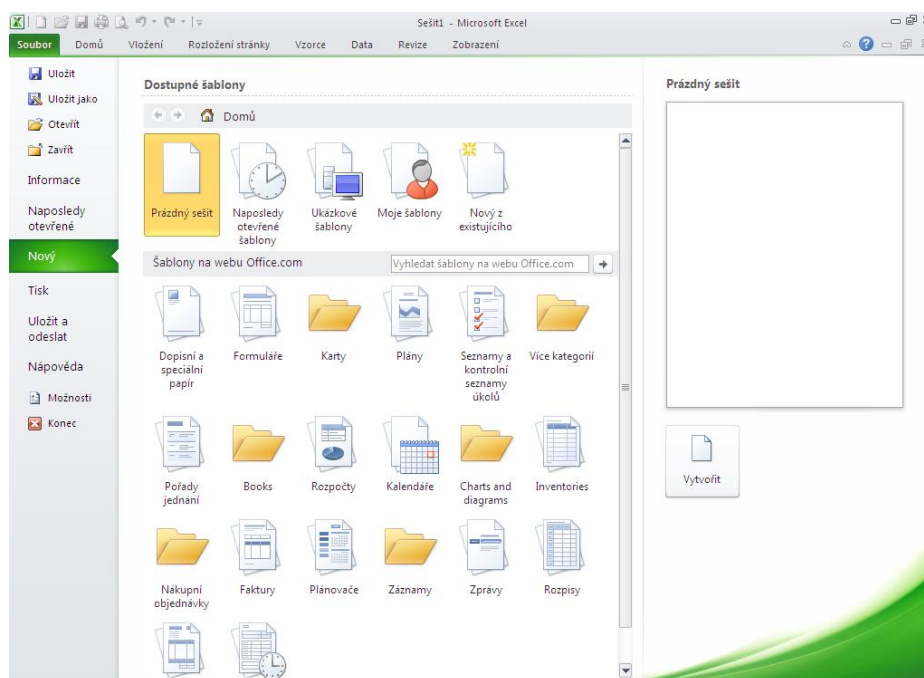 Sešit1 - Microsoft Excel
Soubor Domů Vložení Rozložení stránky Vzorce Data Revize Zobrazení
Uložit
Uložit jako
Otevřít
Zavřít
Informace
Naposledy
otevřené
Nový
Tisk
Uložit a
odeslat
Nápověda
Možnosti
Konec
Dostupné šablony
Domů
Prázdný sešit
Naposledy
otevřené
šablony
Ukázkové
šablony
Moje šablony
Nový z
existujícího
Šablony na webu Office.com
Vyhledat šablony na webu Office.com
Dopisní a
speciální
papír
Formuláře
Karty
Plány
Seznamy a
kontrolní
seznamy
úkolů
Více kategorií
Pořady
jednání
Books
Rozpočty
Kalendáře
Charts and
diagrams
Inventories
Nákupní
objednávky
Faktury
Plánovače
Záznamy
Zprávy
Rozpisy
Prázdný sešit
Vytvořit